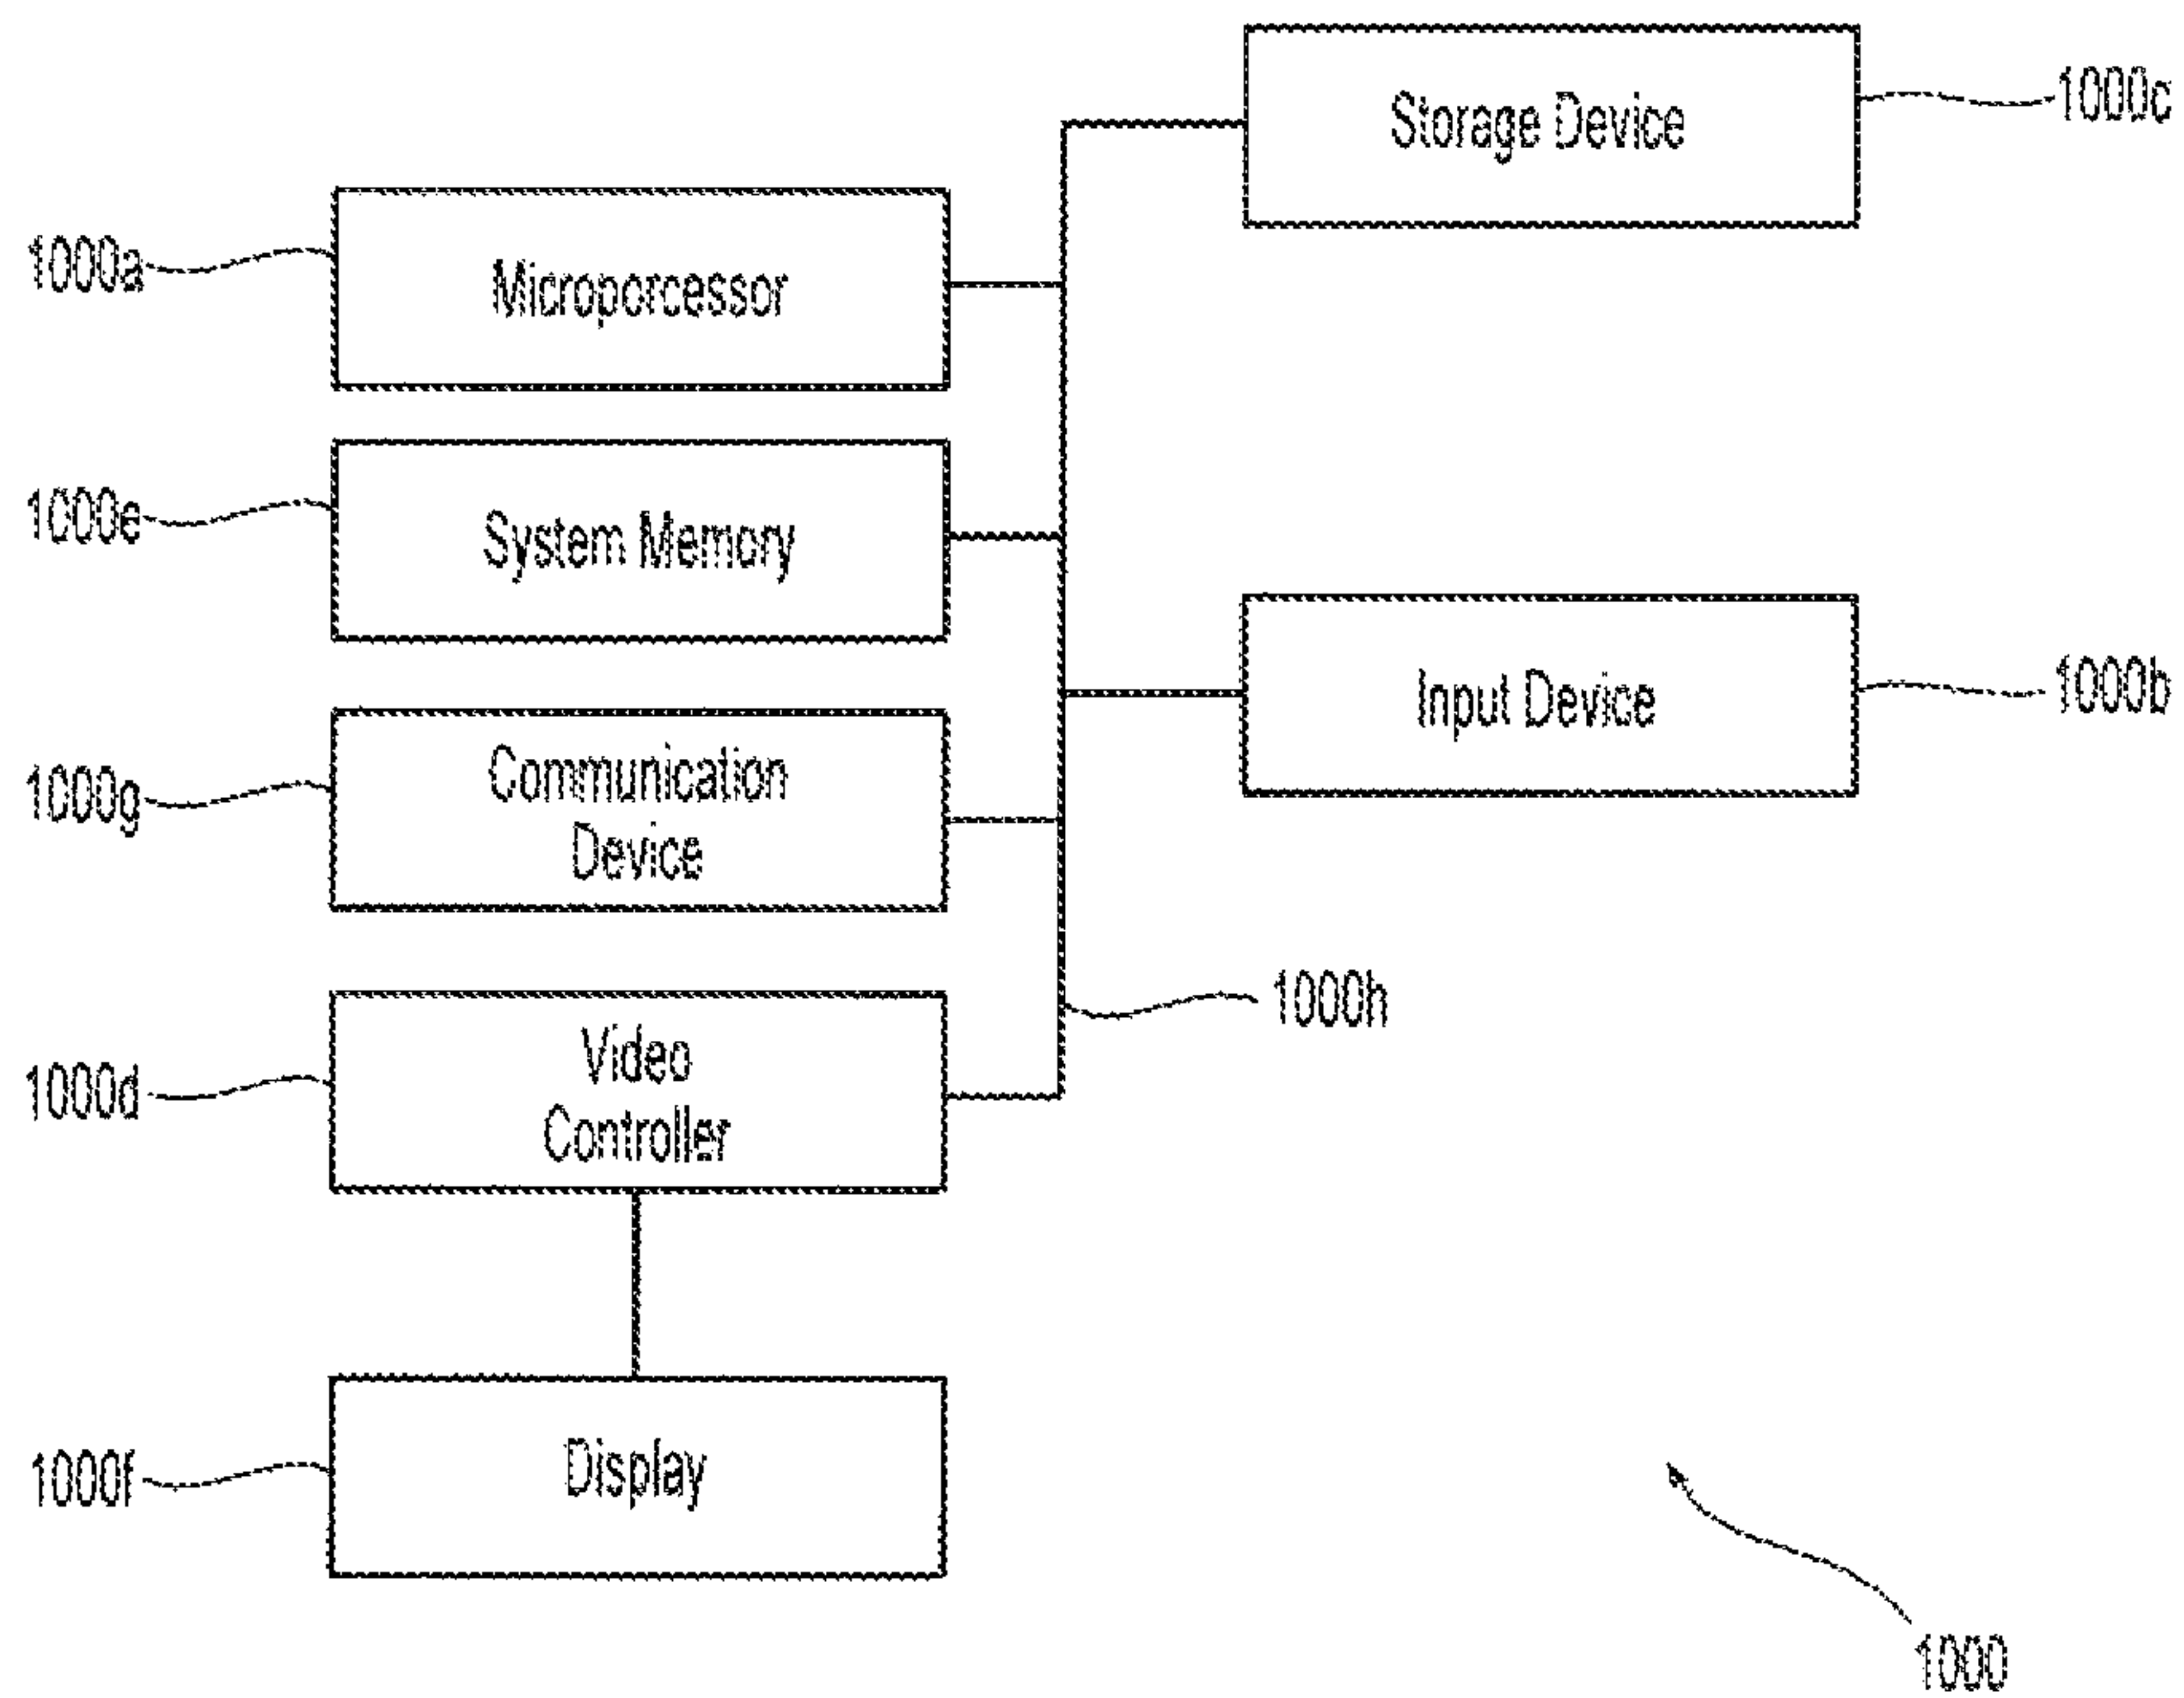 Storage Device
1000c
1000a
Microporcessor
1000e
System Memory
Input Device
1000b
1000g
Communication
Device
1000h
1000d
Video
Controller
1000f
Display
1000